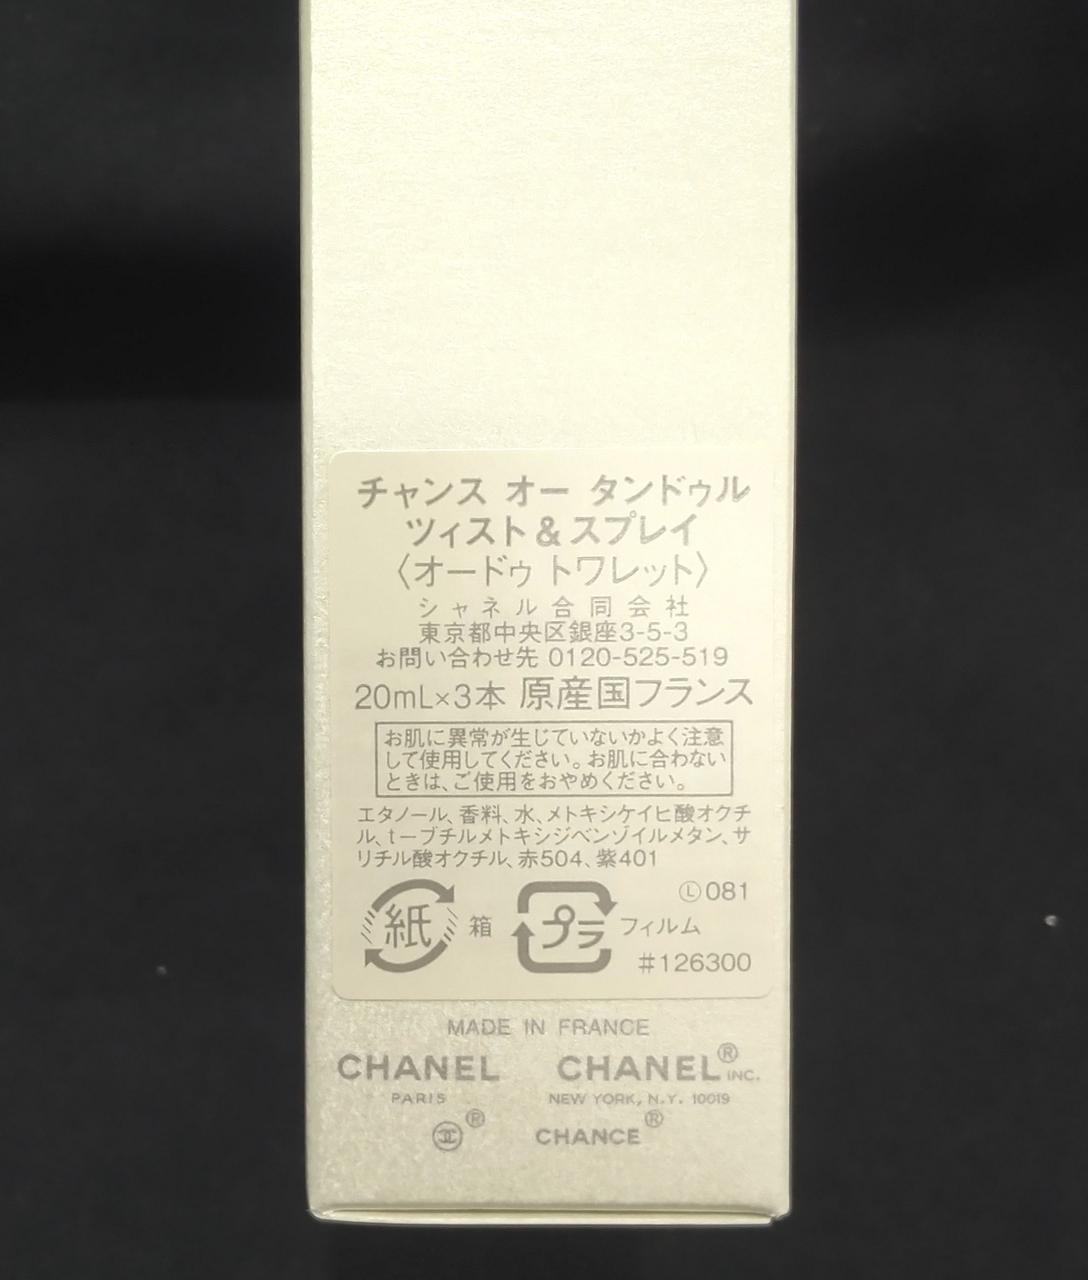 チャンス オー タンドゥル
ツィスト&スプレイ
〈オードゥ トワレット〉
シャネル合同会社
東京都中央区銀座3-5-3
お問い合わせ先 0120-525-519
20mL×3本 原産国フランス
お肌に異常が生じていないかよく注意
して使用してください。お肌に合わない
ときは、ご使用をおやめください。
エタノール、香料、水、メトキシケイヒ酸オクチ
ル、t-ブチルメトキシジベンゾイルメタン、サ
リチル酸オクチル、赤504、紫401
Ⓛ081
紙 箱 プラ フィルム
#126300
MADE IN FRANCE
CHANEL CHANEL® INC.
PARIS NEW YORK, N.Y. 10019
® CHANCE®